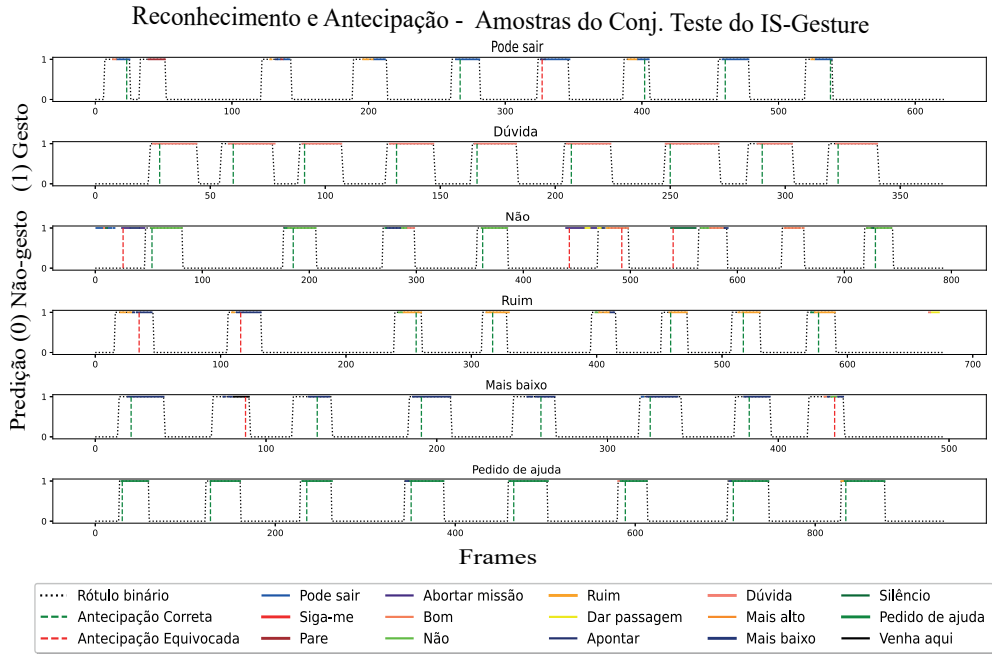 Reconhecimento e Antecipação - Amostras do Conj. Teste do IS-Gesture
Predição (0) Não-gesto (1) Gesto
Pode sair
1
0
0 100 200 300 400 500 600
Dúvida
1
0
0 50 100 150 200 250 300 350
Não
1
0
0 100 200 300 400 500 600 700 800
Ruim
1
0
0 100 200 300 400 500 600 700
Mais baixo
1
0
0 100 200 300 400 500
Pedido de ajuda
1
0
0 200 400 600 800
Frames
Rótulo binário Pode sair Abortar missão Ruim Dúvida Silêncio
Antecipação Correta Siga-me Bom Dar passagem Mais alto Pedido de ajuda
Antecipação Equivocada Pare Não Apontar Mais baixo Venha aqui